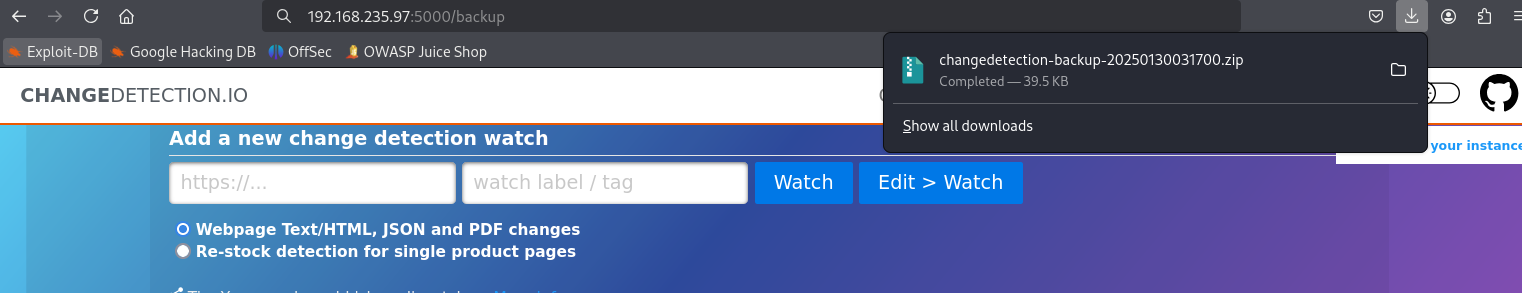 192.168.235.97:5000/backup
Exploit-DB Google Hacking DB OffSec OWASP Juice Shop
changedetection-backup-20250130031700.zip
Completed — 39.5 KB
Show all downloads
CHANGEDETECTION.IO
your instance
Add a new change detection watch
https://... watch label / tag Watch Edit > Watch
Webpage Text/HTML, JSON and PDF changes
Re-stock detection for single product pages